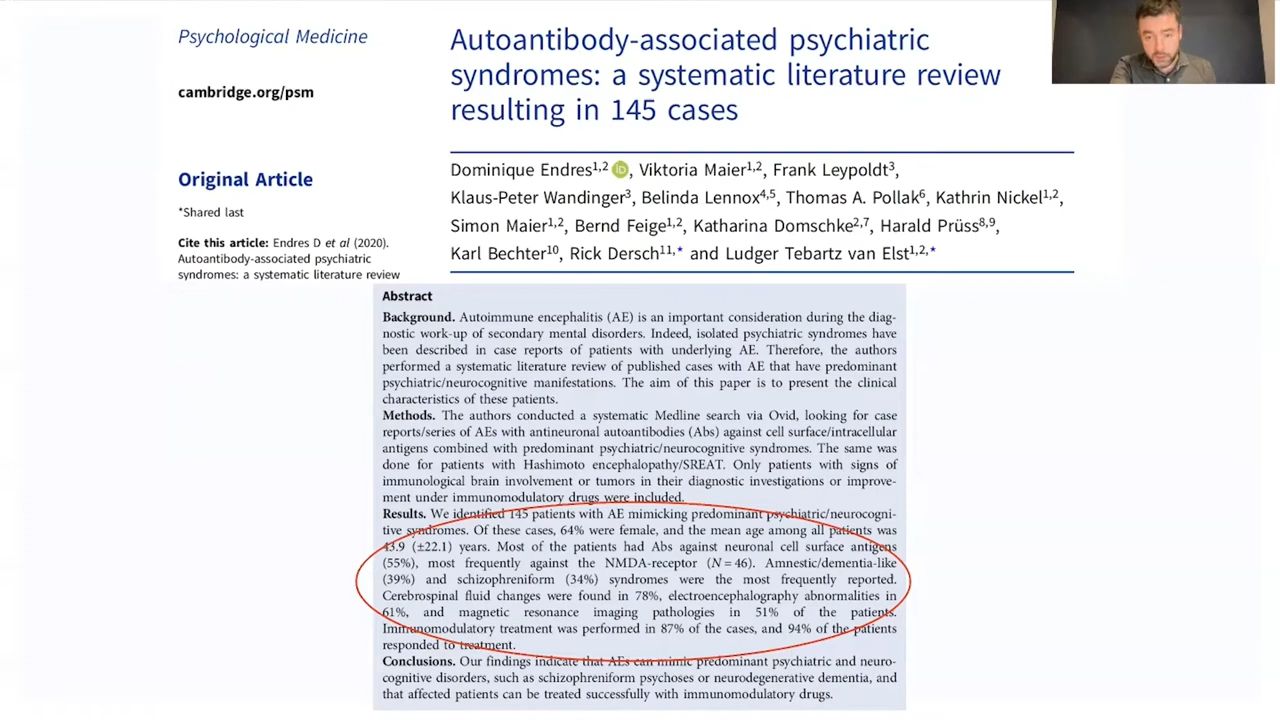 Psychological Medicine
cambridge.org/psm
Original Article
*Shared last
Cite this article: Endres D et al (2020).
Autoantibody-associated psychiatric
syndromes: a systematic literature review
Autoantibody-associated psychiatric
syndromes: a systematic literature review
resulting in 145 cases
Dominique Endres1,2 iD, Viktoria Maier1,2, Frank Leypoldt3,
Klaus-Peter Wandinger3, Belinda Lennox4,5, Thomas A. Pollak6, Kathrin Nickel1,2,
Simon Maier1,2, Bernd Feige1,2, Katharina Domschke2,7, Harald Prüss8,9,
Karl Bechter10, Rick Dersch11,* and Ludger Tebartz van Elst1,2,*
Abstract
Background. Autoimmune encephalitis (AE) is an important consideration during the diag-
nostic work-up of secondary mental disorders. Indeed, isolated psychiatric syndromes have
been described in case reports of patients with underlying AE. Therefore, the authors
performed a systematic literature review of published cases with AE that have predominant
psychiatric/neurocognitive manifestations. The aim of this paper is to present the clinical
characteristics of these patients.
Methods. The authors conducted a systematic Medline search via Ovid, looking for case
reports/series of AEs with antineuronal autoantibodies (Abs) against cell surface/intracellular
antigens combined with predominant psychiatric/neurocognitive syndromes. The same was
done for patients with Hashimoto encephalopathy/SREAT. Only patients with signs of
immunological brain involvement or tumors in their diagnostic investigations or improve-
ment under immunomodulatory drugs were included.
Results. We identified 145 patients with AE mimicking predominant psychiatric/neurocogni-
tive syndromes. Of these cases, 64% were female, and the mean age among all patients was
43.9 (±22.1) years. Most of the patients had Abs against neuronal cell surface antigens
(55%), most frequently against the NMDA-receptor (N = 46). Amnestic/dementia-like
(39%) and schizophreniform (34%) syndromes were the most frequently reported.
Cerebrospinal fluid changes were found in 78%, electroencephalography abnormalities in
61%, and magnetic resonance imaging pathologies in 51% of the patients.
Immunomodulatory treatment was performed in 87% of the cases, and 94% of the patients
responded to treatment.
Conclusions. Our findings indicate that AEs can mimic predominant psychiatric and neuro-
cognitive disorders, such as schizophreniform psychoses or neurodegenerative dementia, and
that affected patients can be treated successfully with immunomodulatory drugs.